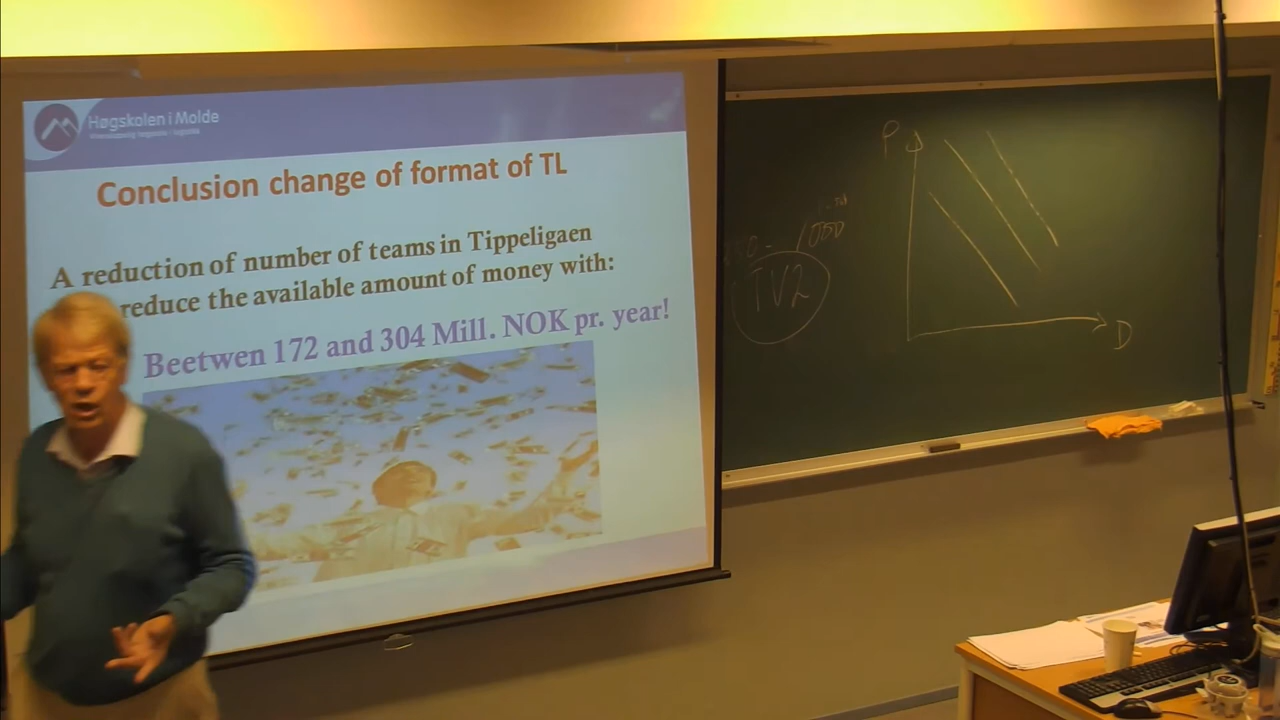 Høgskolen i Molde
Conclusion change of format of TL
A reduction of number of teams in Tippeligaen
reduce the available amount of money with:
Beetwen 172 and 304 Mill. NOK pr. year!
1050
TV2
P
D